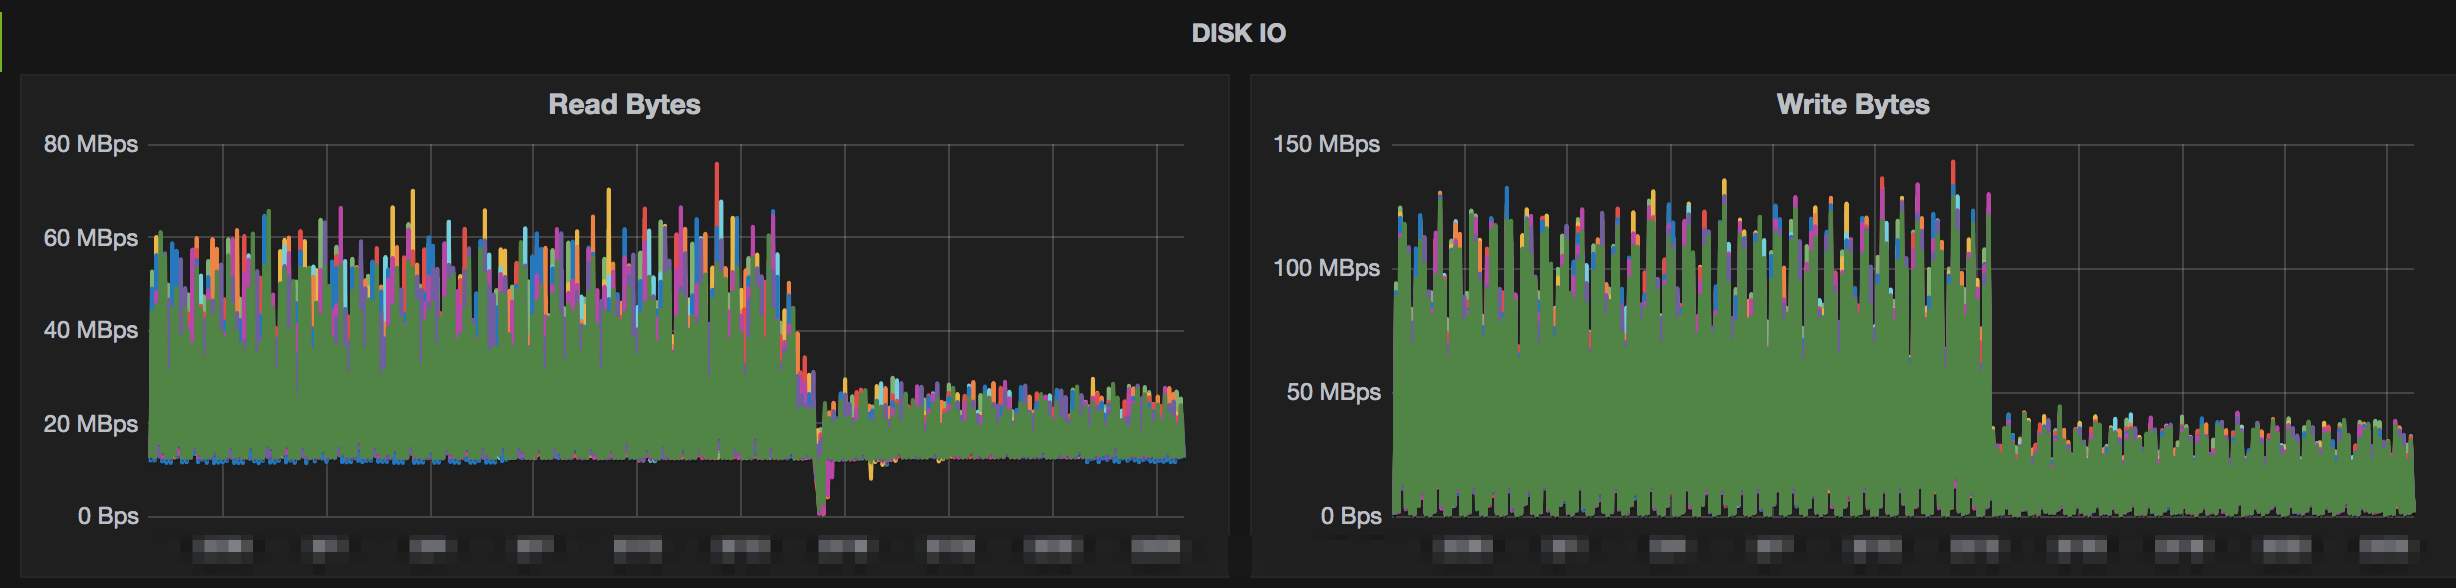 DISK IO
Read Bytes
80 MBps
60 MBps
40 MBps
20 MBps
0 Bps
Write Bytes
150 MBps
100 MBps
50 MBps
0 Bps